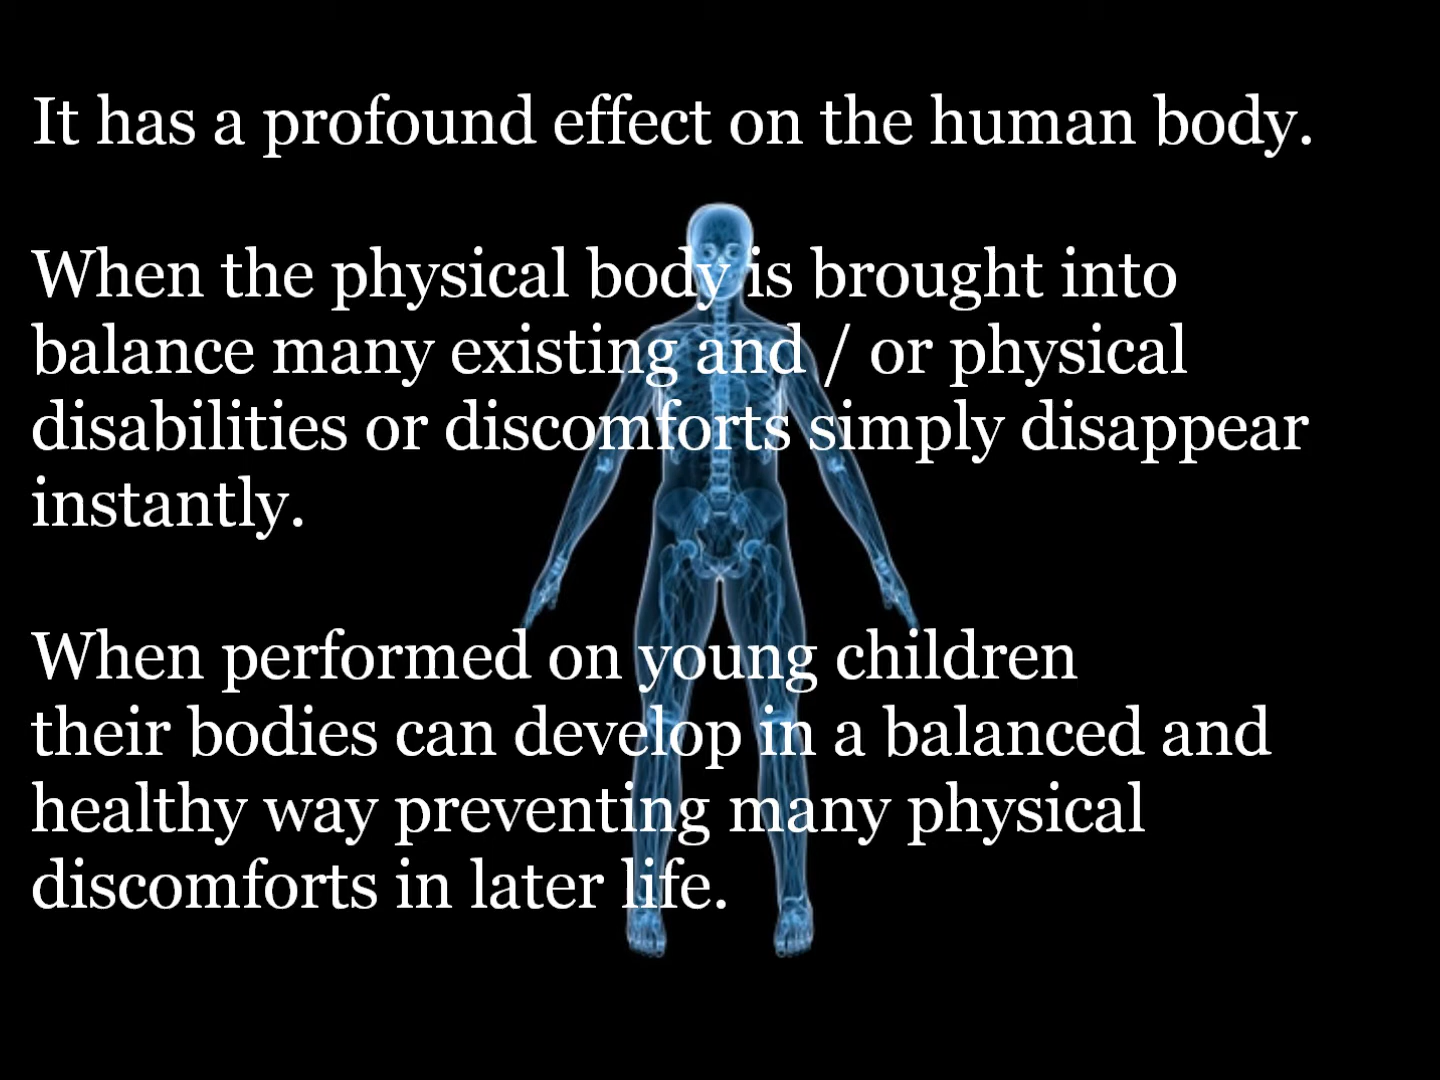 It has a profound effect on the human body.
When the physical body is brought into
balance many existing and / or physical
disabilities or discomforts simply disappear
instantly.
When performed on young children
their bodies can develop in a balanced and
healthy way preventing many physical
discomforts in later life.